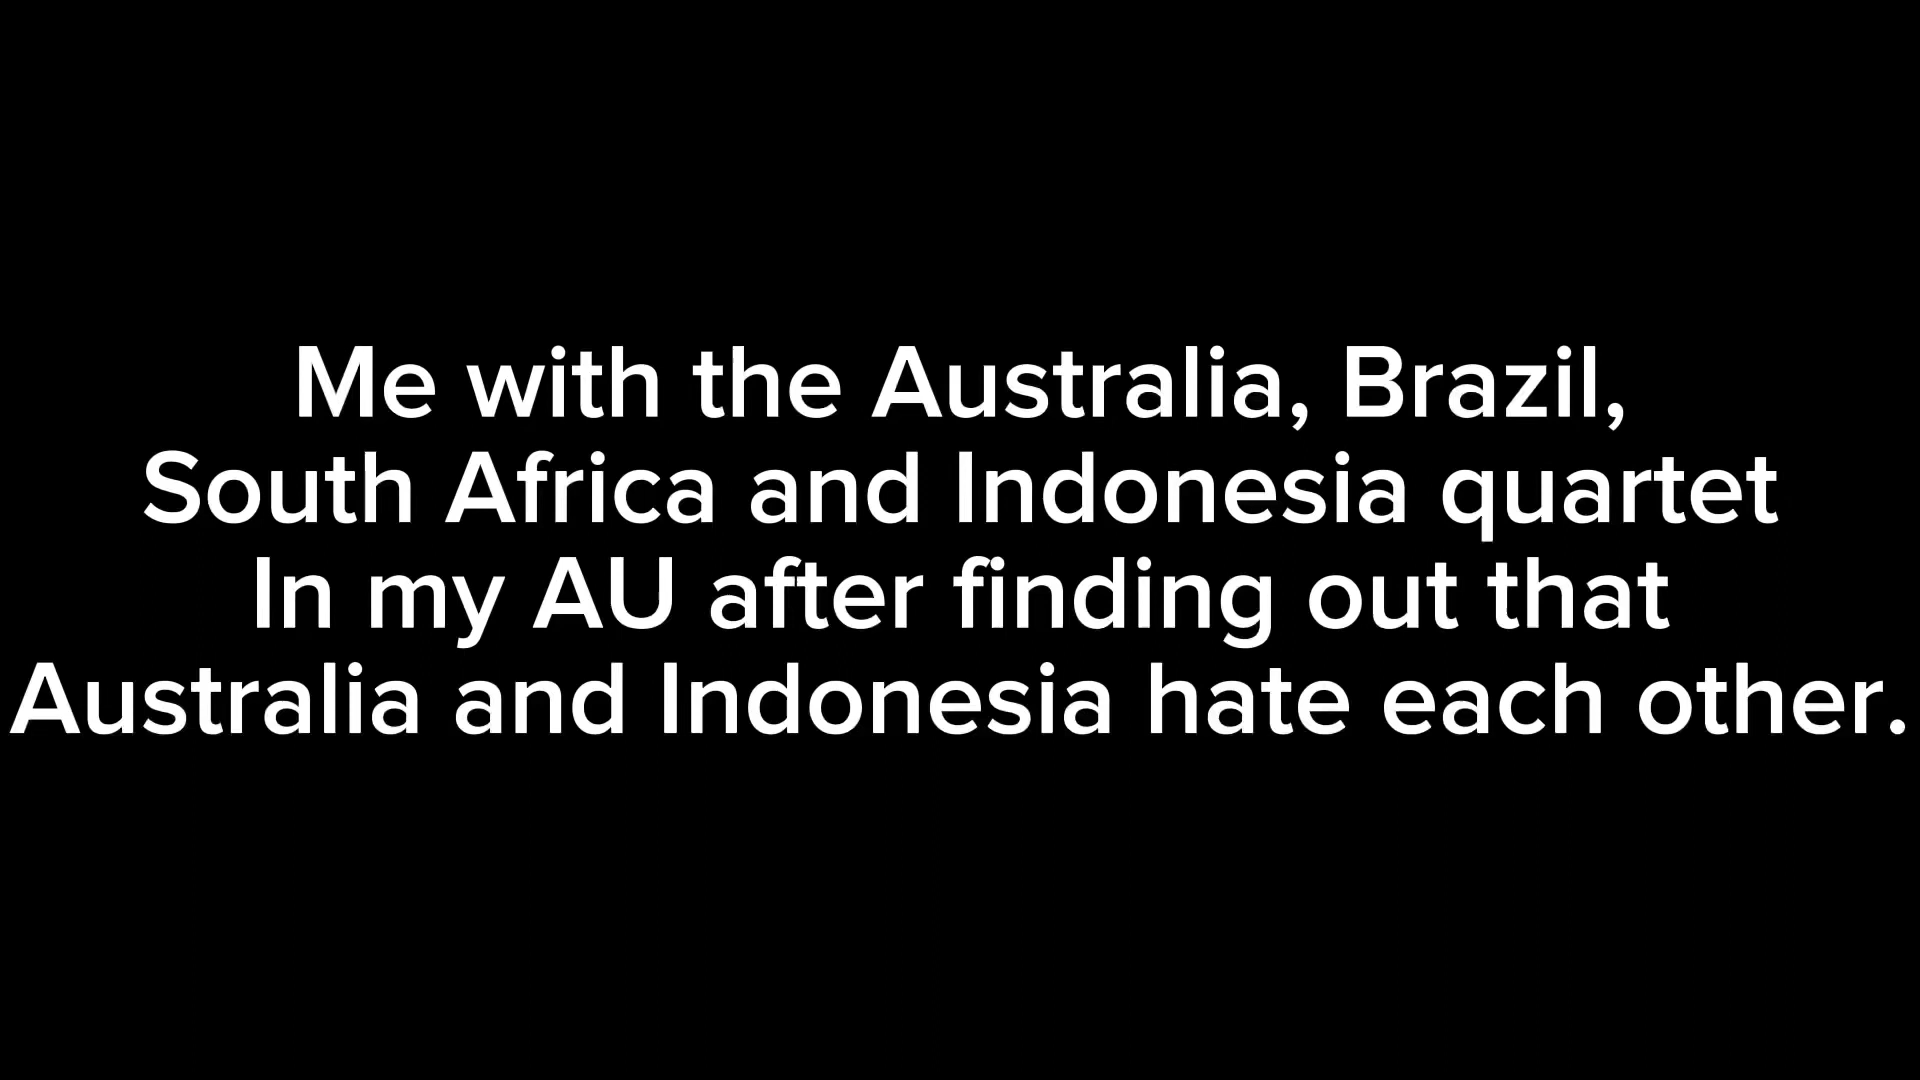 Me with the Australia, Brazil,
South Africa and Indonesia quartet
In my AU after finding out that
Australia and Indonesia hate each other.